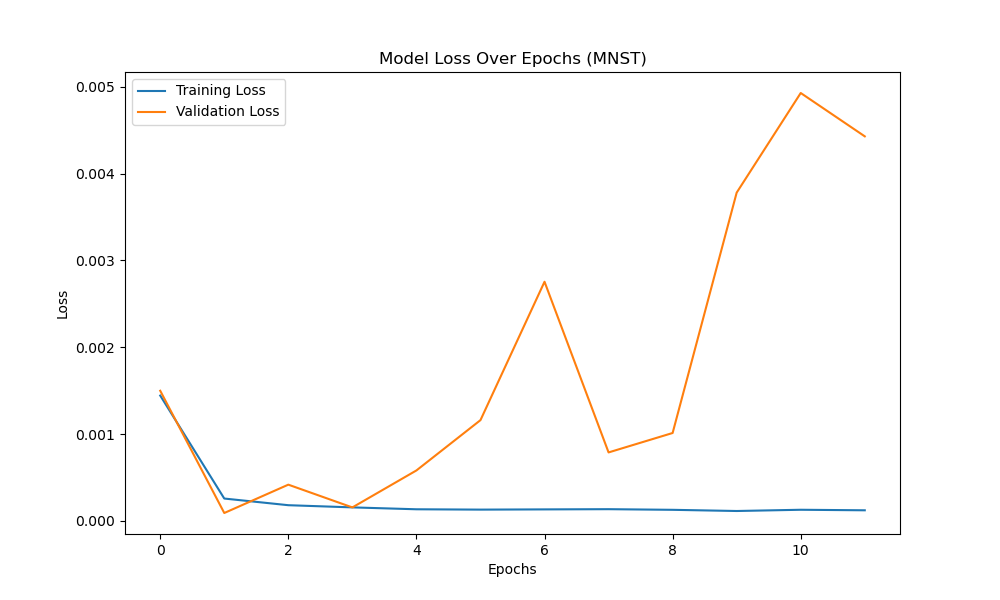 Model Loss Over Epochs (MNST)
Training Loss
Validation Loss
0.005
0.004
0.003
0.002
0.001
0.000
Loss
0 2 4 6 8 10
Epochs